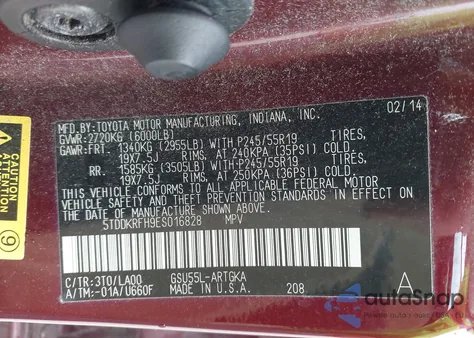 MFD. BY: TOYOTA MOTOR MANUFACTURING, INDIANA, INC. 02/14
GVWR: 2720KG (6000LB)
GAWR: FRT. 1340KG (2955LB) WITH P245/55R19 TIRES,
19X7.5J RIMS, AT 240KPA (35PSI) COLD.
RR. 1585KG (3505LB) WITH P245/55R19 TIRES,
19X7.5J RIMS, AT 250KPA (36PSI) COLD.
THIS VEHICLE CONFORMS TO ALL APPLICABLE FEDERAL MOTOR
VEHICLE SAFETY AND THEFT PREVENTION STANDARDS IN EFFECT
ON THE DATE OF MANUFACTURE SHOWN ABOVE.
5TDDKRFH9ES016828 MPV
C/TR: 3T0/LA00 GSU55L-ARTGKA
A/TM: -01A/U660F MADE IN U.S.A. 208 A
CAUTION
ATTENTION
9
autoSnap